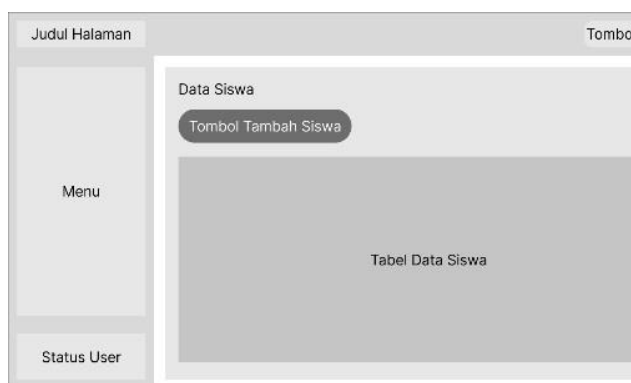 Judul Halaman
Tombo
Data Siswa
Tombol Tambah Siswa
Menu
Tabel Data Siswa
Status User